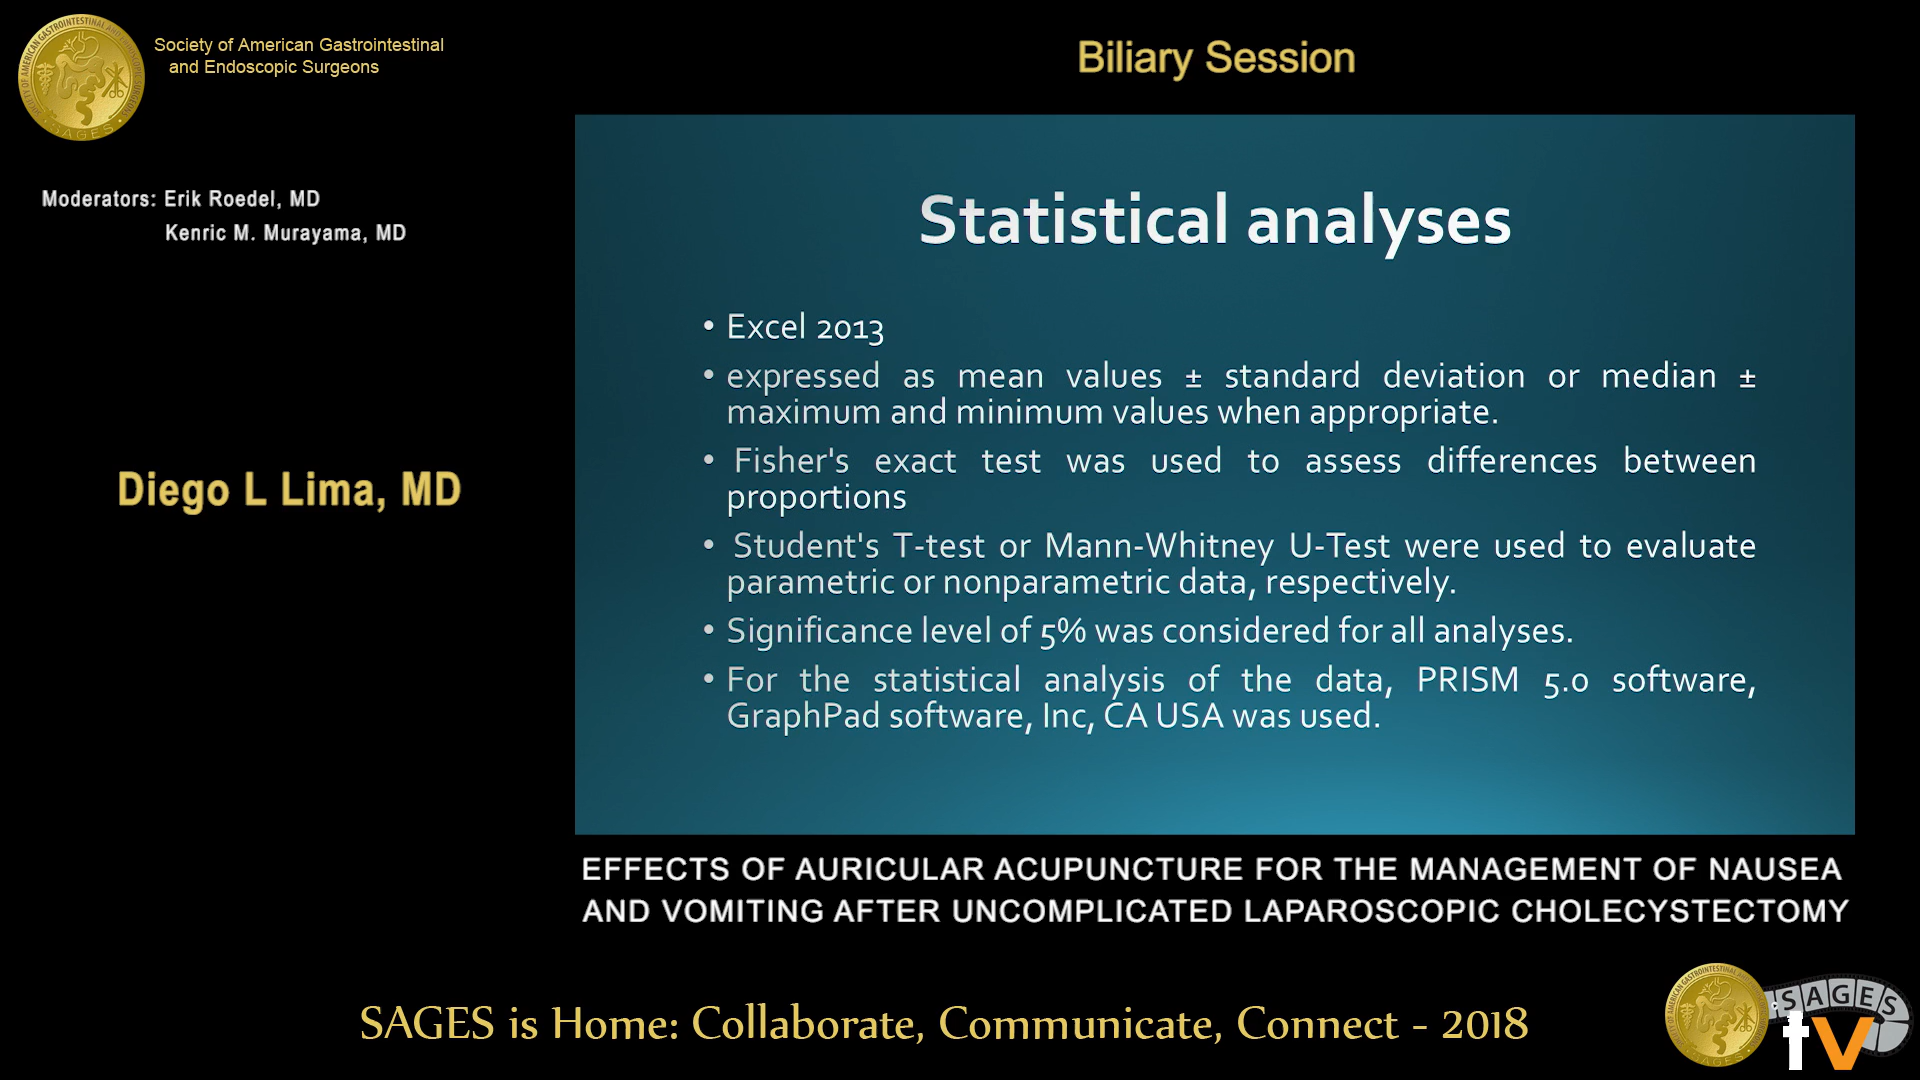 Society of American Gastrointestinal
and Endoscopic Surgeons
Biliary Session
Moderators: Erik Roedel, MD
Kenric M. Murayama, MD
Diego L Lima, MD
Statistical analyses
• Excel 2013
• expressed as mean values ± standard deviation or median ±
maximum and minimum values when appropriate.
• Fisher's exact test was used to assess differences between
proportions
• Student's T-test or Mann-Whitney U-Test were used to evaluate
parametric or nonparametric data, respectively.
• Significance level of 5% was considered for all analyses.
• For the statistical analysis of the data, PRISM 5.0 software,
GraphPad software, Inc, CA USA was used.
EFFECTS OF AURICULAR ACUPUNCTURE FOR THE MANAGEMENT OF NAUSEA
AND VOMITING AFTER UNCOMPLICATED LAPAROSCOPIC CHOLECYSTECTOMY
SAGES is Home: Collaborate, Communicate, Connect - 2018
SAGES
tv